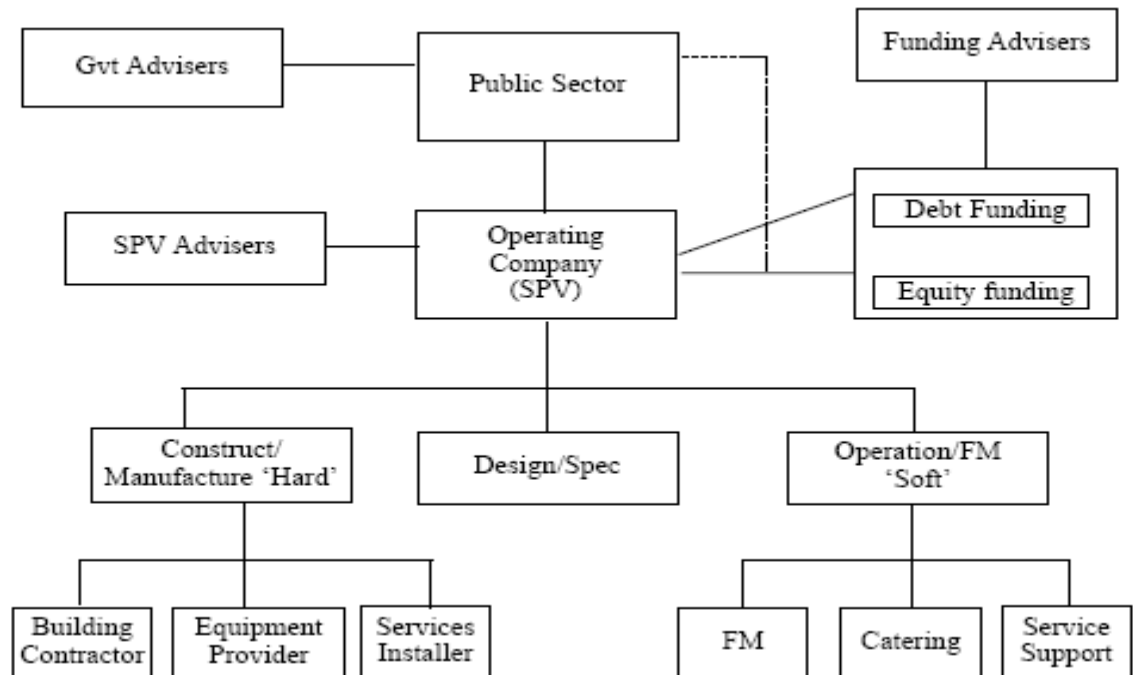 Gvt Advisers
Public Sector
Funding Advisers
SPV Advisers
Operating
Company
(SPV)
Debt Funding
Equity funding
Construct/
Manufacture ‘Hard’
Design/Spec
Operation/FM
‘Soft’
Building
Contractor
Equipment
Provider
Services
Installer
FM
Catering
Service
Support